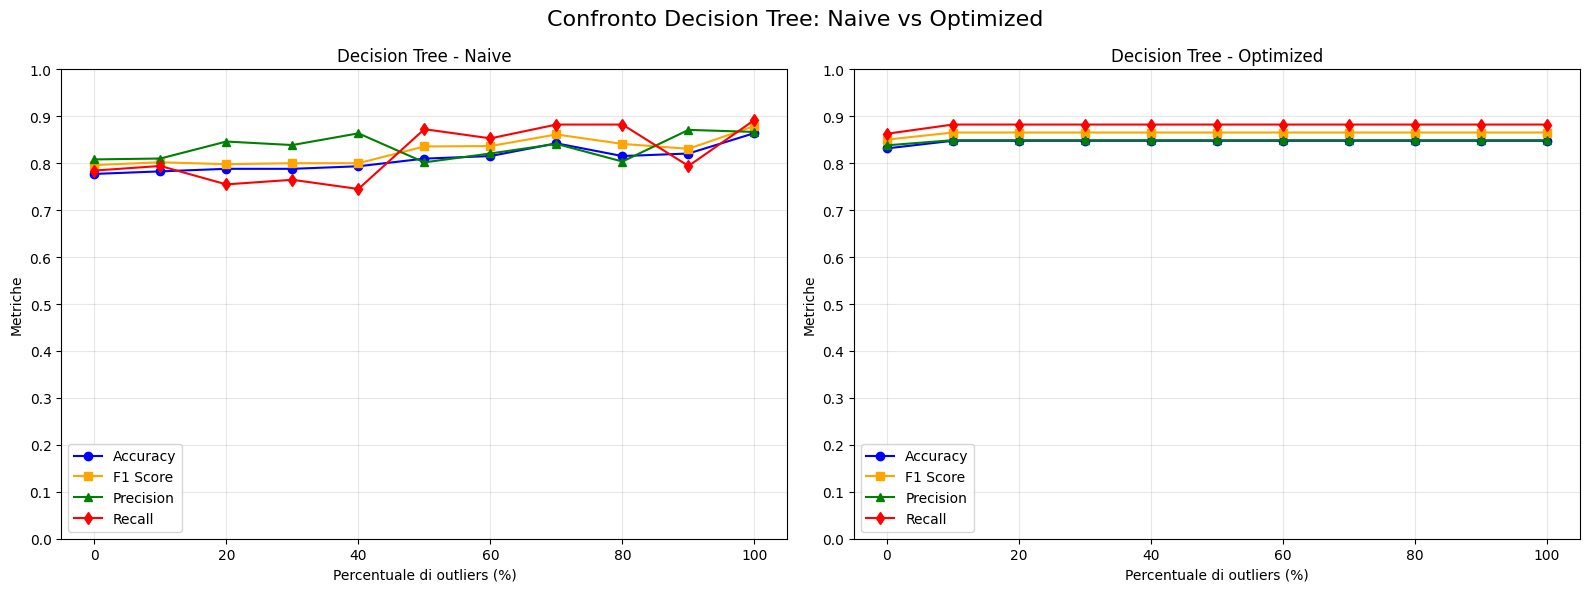 Confronto Decision Tree: Naive vs Optimized
Decision Tree - Naive
1.0
0.9
0.8
0.7
0.6
0.5
0.4
0.3
0.2
0.1
0.0
Metriche
Accuracy
F1 Score
Precision
Recall
0 20 40 60 80 100
Percentuale di outliers (%)
Decision Tree - Optimized
1.0
0.9
0.8
0.7
0.6
0.5
0.4
0.3
0.2
0.1
0.0
Metriche
Accuracy
F1 Score
Precision
Recall
0 20 40 60 80 100
Percentuale di outliers (%)